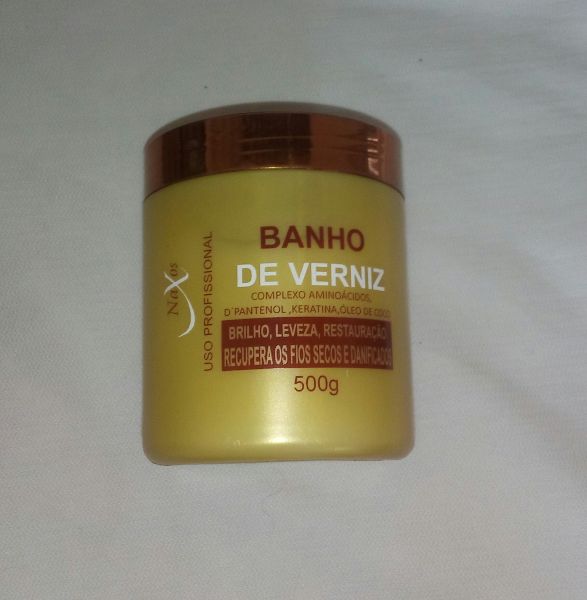 Naxos
USO PROFISSIONAL
BANHO
DE VERNIZ
COMPLEXO AMINOÁCIDOS,
D´PANTENOL ,KERATINA,ÓLEO DE COCO
BRILHO, LEVEZA, RESTAURAÇÃO
RECUPERA OS FIOS SECOS E DANIFICADOS
500g